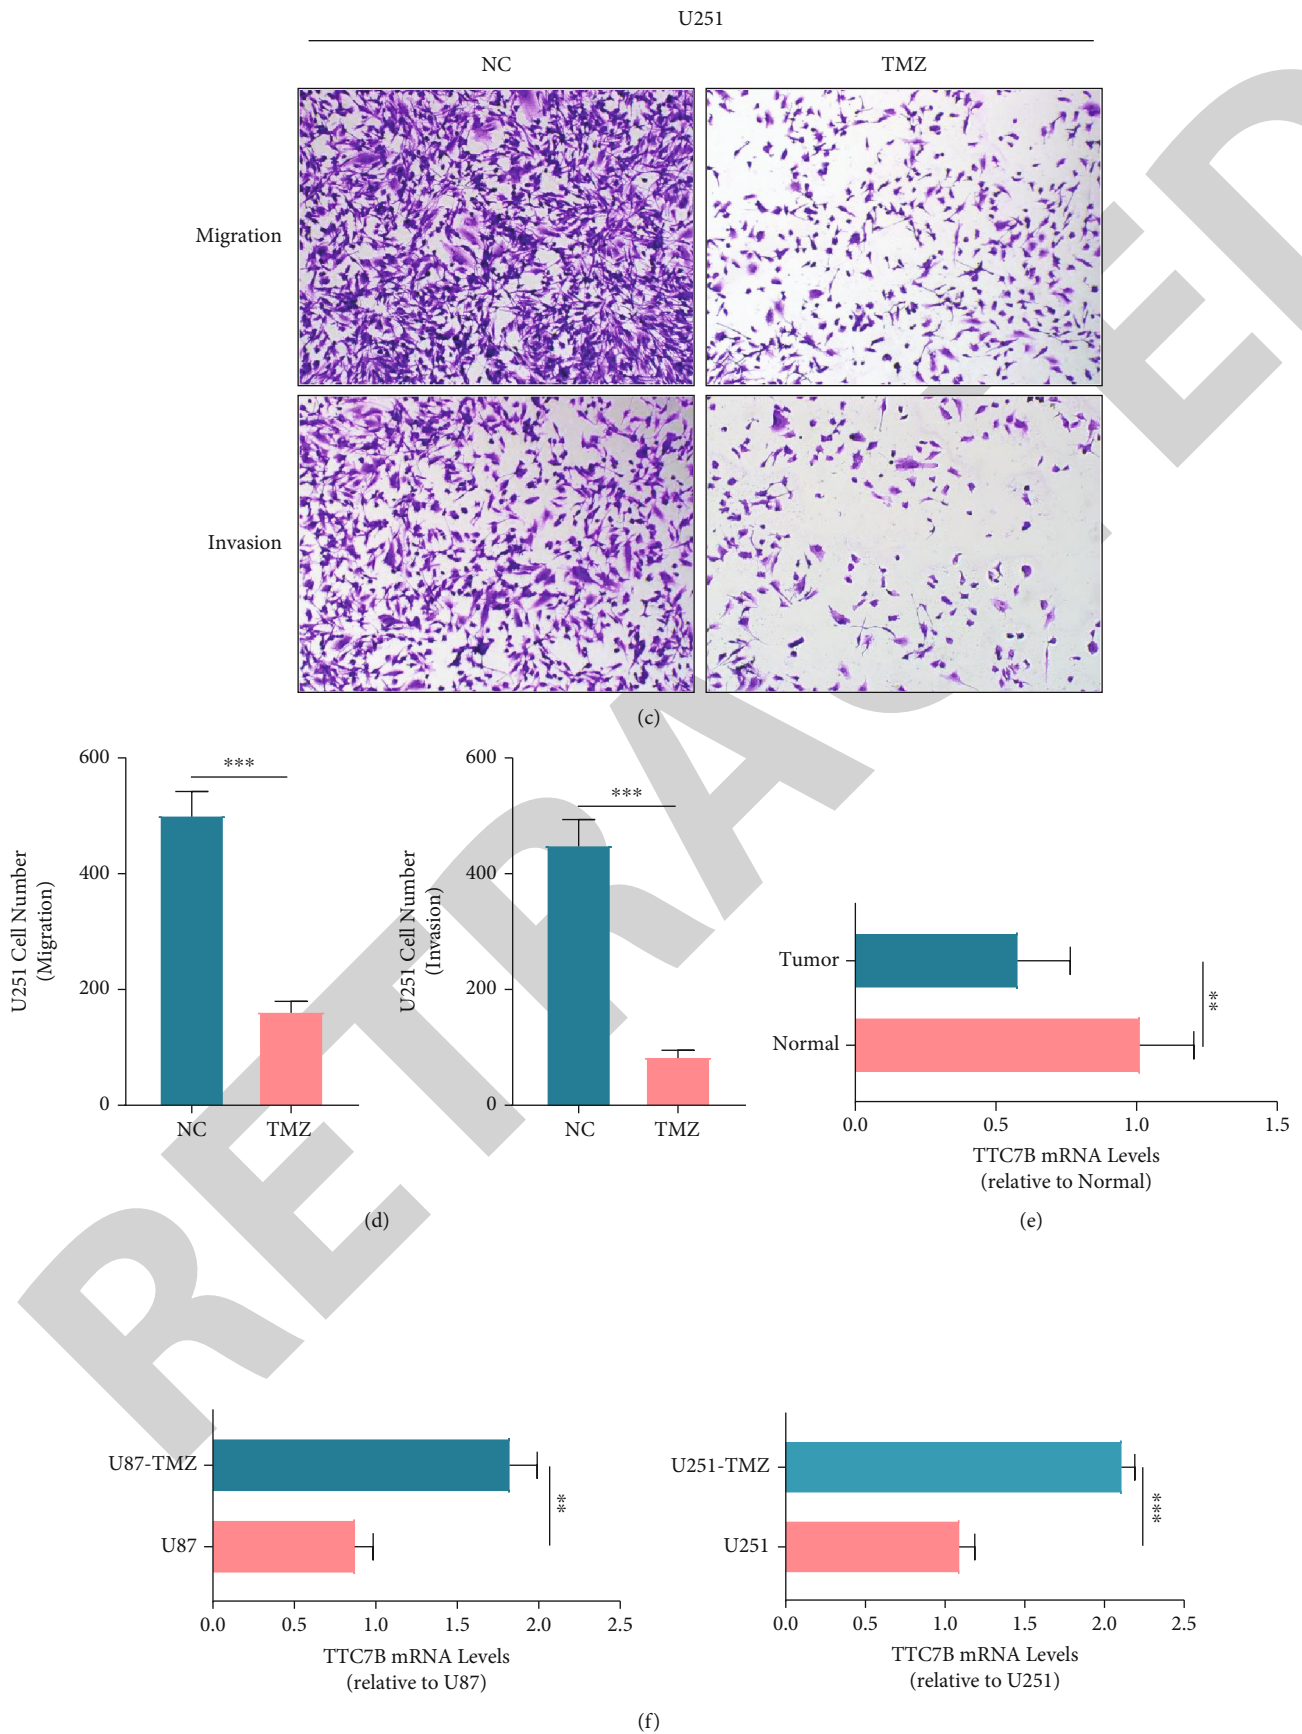 U251
NC
TMZ
Migration
Invasion
(c)
600
400
200
0
U251 Cell Number
(Migration)
***
NC
TMZ
600
400
200
0
U251 Cell Number
(Invasion)
***
NC
TMZ
(d)
Tumor
Normal
**
0.0
0.5
1.0
1.5
TTC7B mRNA Levels
(relative to Normal)
(e)
U87-TMZ
U87
**
0.0
0.5
1.0
1.5
2.0
2.5
TTC7B mRNA Levels
(relative to U87)
U251-TMZ
U251
***
0.0
0.5
1.0
1.5
2.0
2.5
TTC7B mRNA Levels
(relative to U251)
(f)
RETRACTED